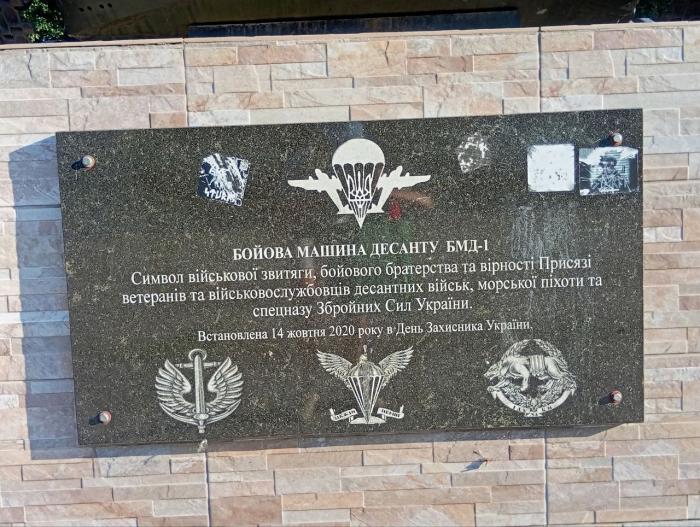 БОЙОВА МАШИНА ДЕСАНТУ БМД-1
Символ військової звитяги, бойового братерства та вірності Присязі
ветеранів та військовослужбовців десантних військ, морської піхоти та
спецназу Збройних Сил України.
Встановлена 14 жовтня 2020 року в День Захисника України.